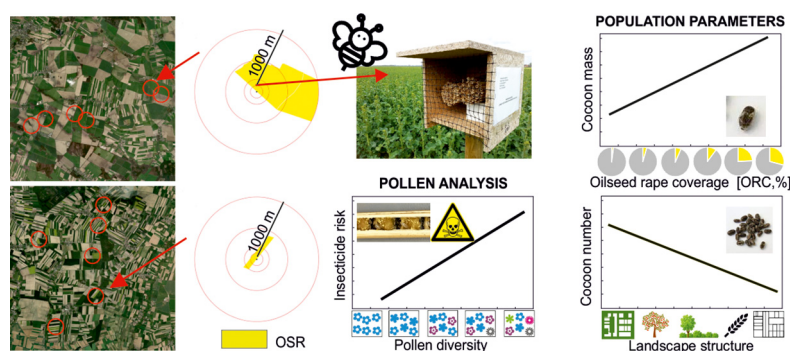 POPULATION PARAMETERS
1000 m
Cocoon mass
Oilseed rape coverage [ORC,%]
POLLEN ANALYSIS
1000 m
Insecticide risk
Cocoon number
OSR
Pollen diversity
Landscape structure